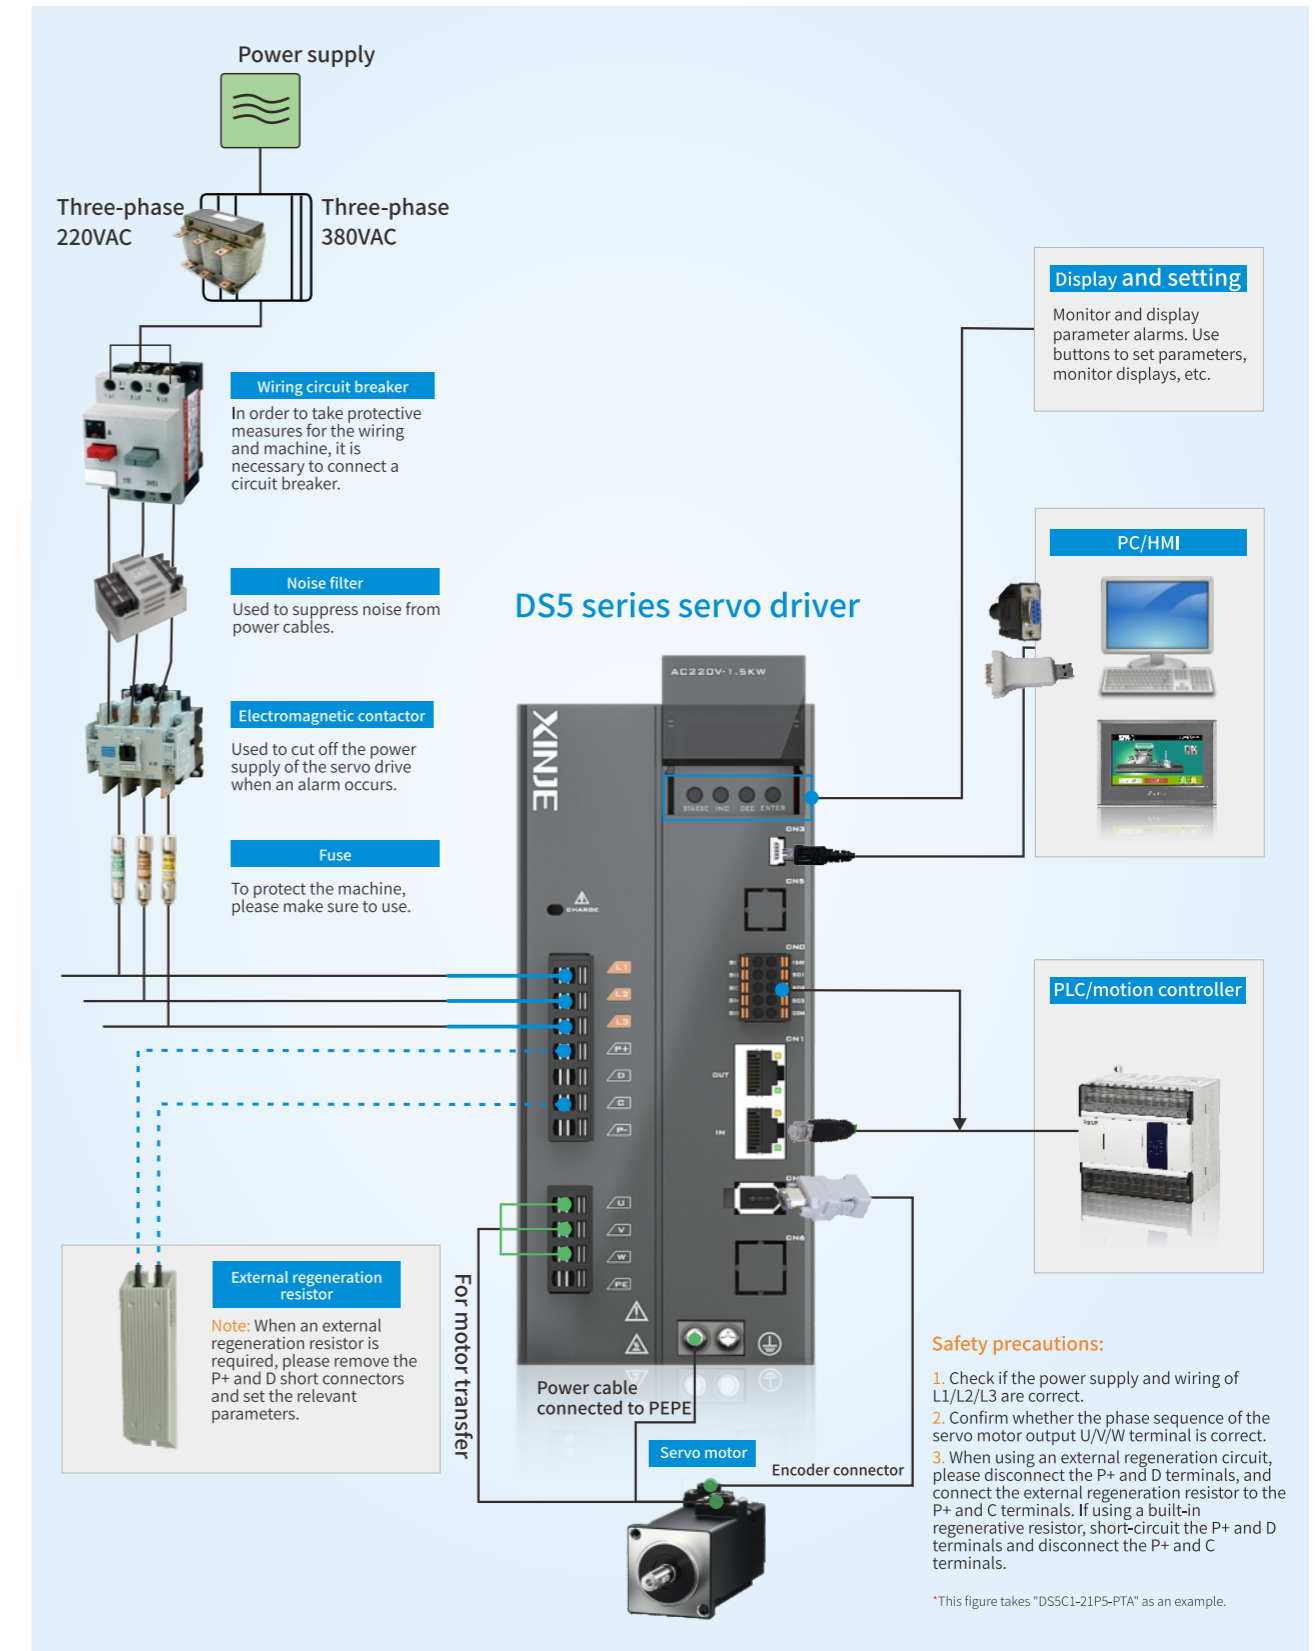 Power supply
Three-phase
220VAC
Three-phase
380VAC
Display and setting
Monitor and display
parameter alarms. Use
buttons to set parameters,
monitor displays, etc.
Wiring circuit breaker
In order to take protective
measures for the wiring
and machine, it is
necessary to connect a
circuit breaker.
PC/HMI
Noise filter
Used to suppress noise from
power cables.
DS5 series servo driver
AC220V-1.5KW
XINJE
Electromagnetic contactor
Used to cut off the power
supply of the servo drive
when an alarm occurs.
STA/ESC INC DEC ENTER
CN3
Fuse
To protect the machine,
please make sure to use.
CN5
CHARGE
CN0
L1
L2
L3
P+
D
C
P-
CN1
OUT
IN
PLC/motion controller
U
V
W
PE
CN6
External regeneration
resistor
Note: When an external
regeneration resistor is
required, please remove the
P+ and D short connectors
and set the relevant
parameters.
For motor transfer
Power cable
connected to PEPE
Servo motor
Encoder connector
Safety precautions:
1. Check if the power supply and wiring of
L1/L2/L3 are correct.
2. Confirm whether the phase sequence of the
servo motor output U/V/W terminal is correct.
3. When using an external regeneration circuit,
please disconnect the P+ and D terminals, and
connect the external regeneration resistor to the
P+ and C terminals. If using a built-in
regenerative resistor, short-circuit the P+ and D
terminals and disconnect the P+ and C
terminals.
*This figure takes "DS5C1-21P5-PTA" as an example.